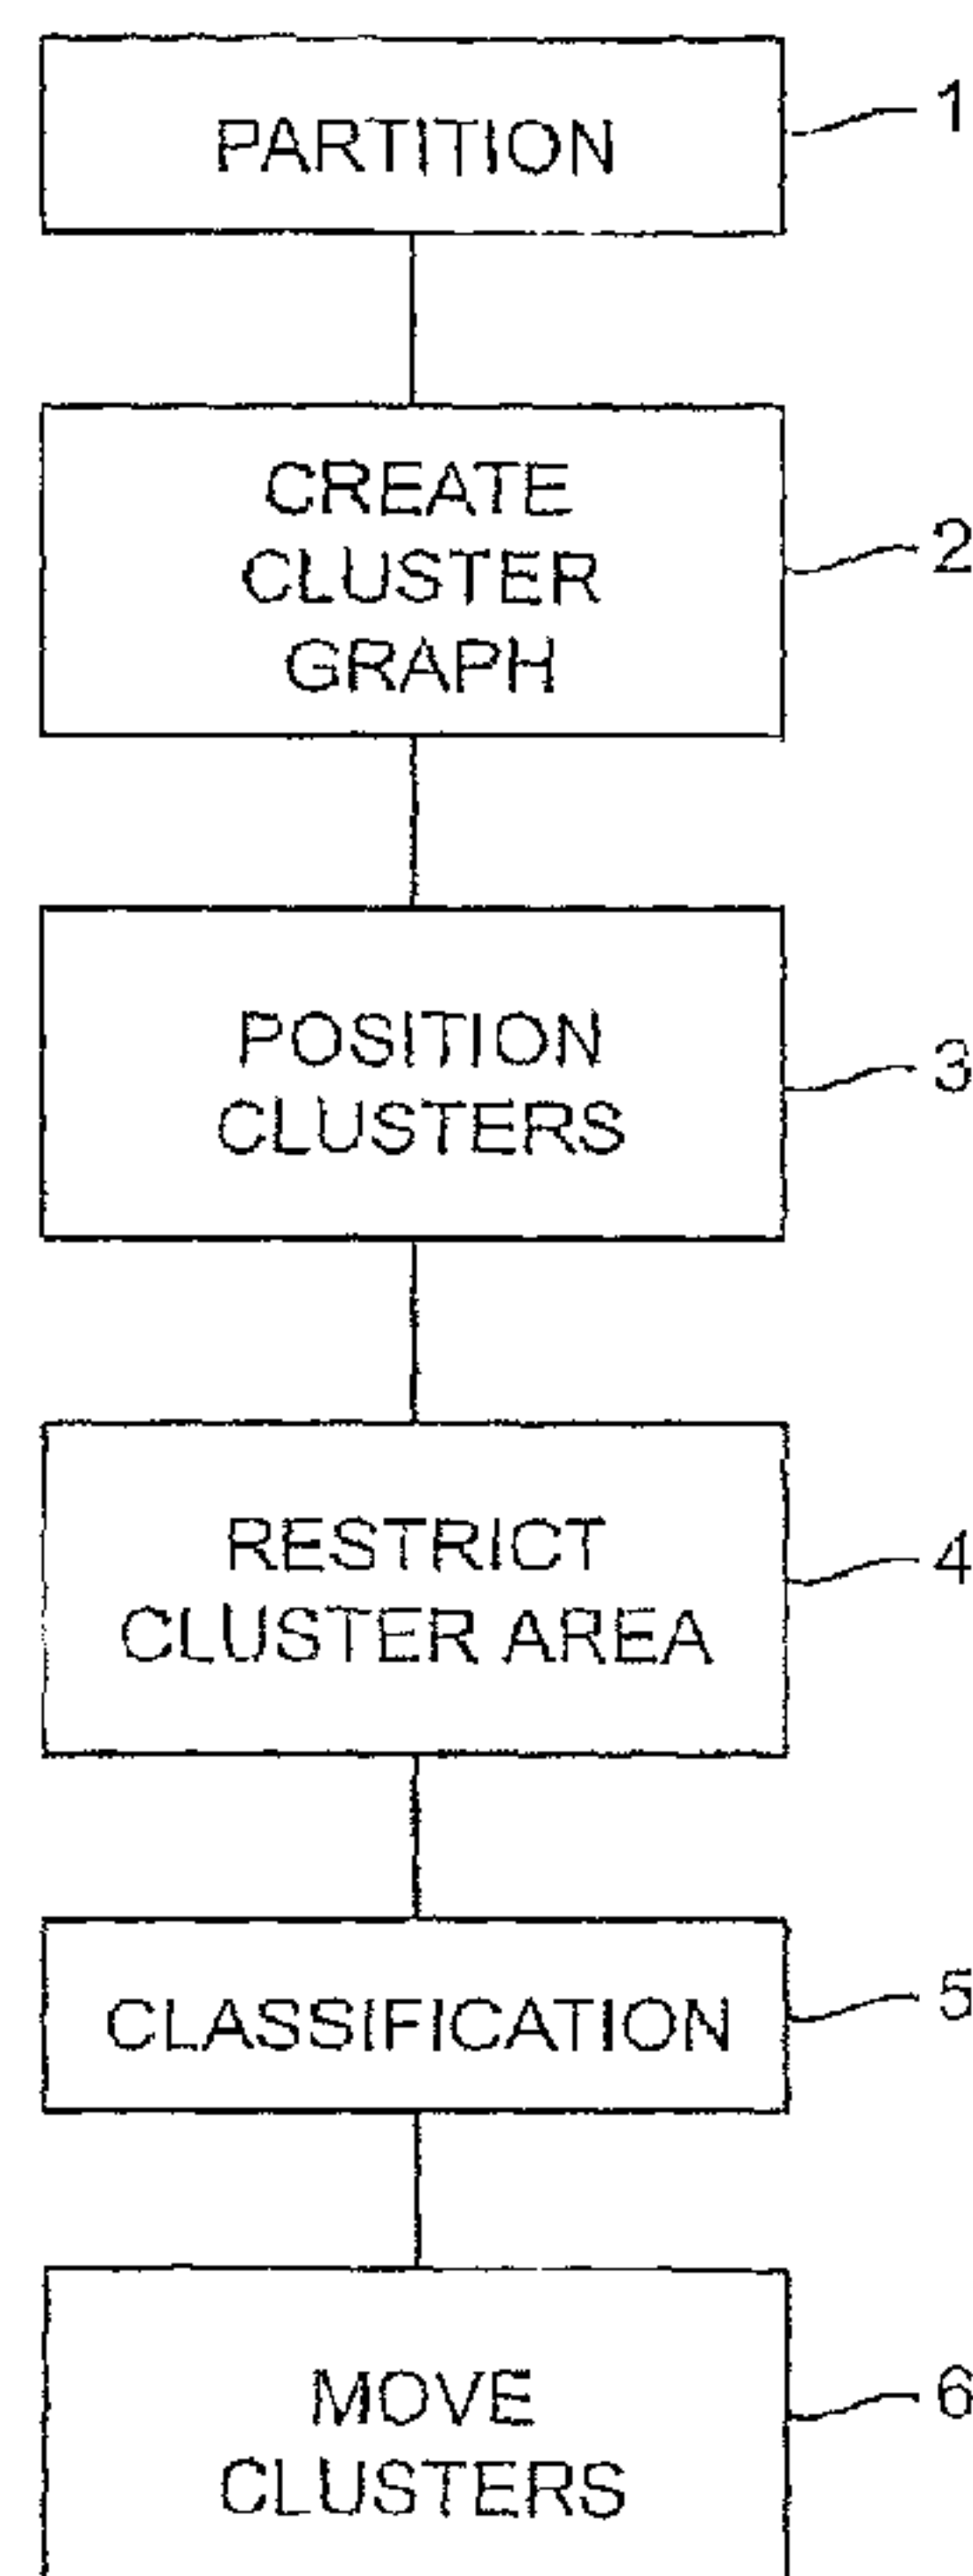 PARTITION
1
CREATE
CLUSTER
GRAPH
2
POSITION
CLUSTERS
3
RESTRICT
CLUSTER AREA
4
CLASSIFICATION
5
MOVE
CLUSTERS
6